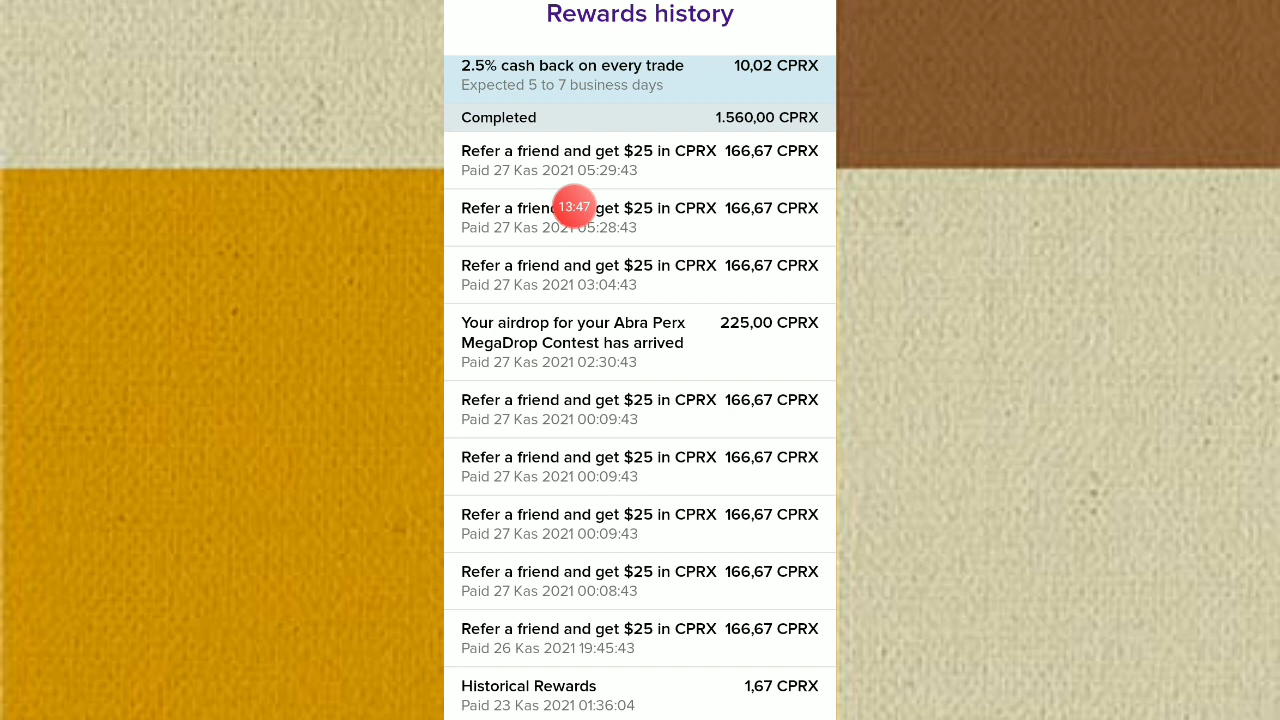 Rewards history
2.5% cash back on every trade 10,02 CPRX
Expected 5 to 7 business days
Completed 1.560,00 CPRX
Refer a friend and get $25 in CPRX 166,67 CPRX
Paid 27 Kas 2021 05:29:43
Refer a frien get $25 in CPRX 166,67 CPRX
13:47
Paid 27 Kas 2021 05:28:43
Refer a friend and get $25 in CPRX 166,67 CPRX
Paid 27 Kas 2021 03:04:43
Your airdrop for your Abra Perx 225,00 CPRX
MegaDrop Contest has arrived
Paid 27 Kas 2021 02:30:43
Refer a friend and get $25 in CPRX 166,67 CPRX
Paid 27 Kas 2021 00:09:43
Refer a friend and get $25 in CPRX 166,67 CPRX
Paid 27 Kas 2021 00:09:43
Refer a friend and get $25 in CPRX 166,67 CPRX
Paid 27 Kas 2021 00:09:43
Refer a friend and get $25 in CPRX 166,67 CPRX
Paid 27 Kas 2021 00:08:43
Refer a friend and get $25 in CPRX 166,67 CPRX
Paid 26 Kas 2021 19:45:43
Historical Rewards 1,67 CPRX
Paid 23 Kas 2021 01:36:04